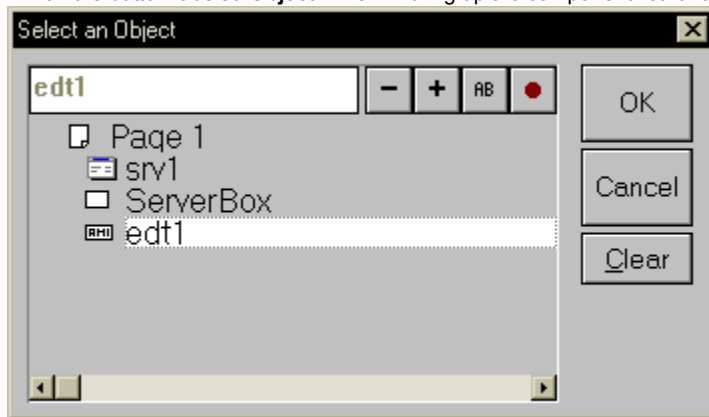 Select an Object
edt1
- + AB
OK
Page 1
srv1
Cancel
ServerBox
edt1
Clear